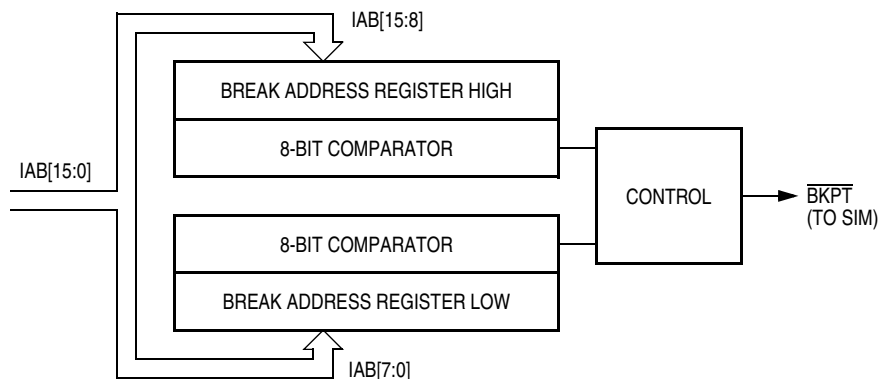 IAB[15:8]
BREAK ADDRESS REGISTER HIGH
8-BIT COMPARATOR
IAB[15:0]
CONTROL
BKPT
(TO SIM)
8-BIT COMPARATOR
BREAK ADDRESS REGISTER LOW
IAB[7:0]